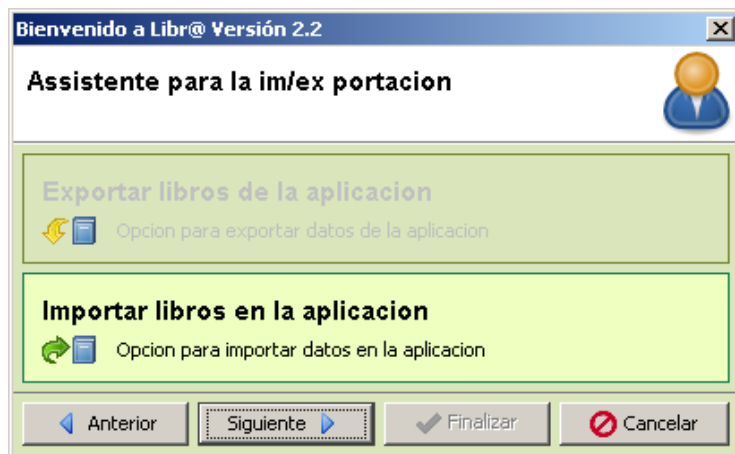 Bienvenido a Libr@ Versión 2.2
Assistente para la im/ex portacion
Exportar libros de la aplicacion
Opcion para exportar datos de la aplicacion
Importar libros en la aplicacion
Opcion para importar datos en la aplicacion
Anterior Siguiente Finalizar Cancelar